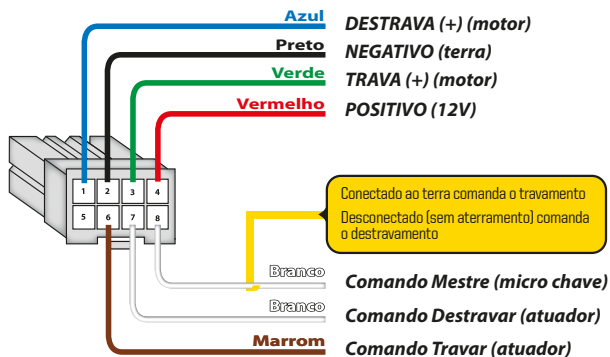 Azul DESTRAVA (+) (motor)
Preto NEGATIVO (terra)
Verde TRAVA (+) (motor)
Vermelho POSITIVO (12V)
1 2 3 4
5 6 7 8
Conectado ao terra comanda o travamento
Desconectado (sem aterramento) comanda
o destravamento
Branco Comando Mestre (micro chave)
Branco Comando Destravar (atuador)
Marrom Comando Travar (atuador)